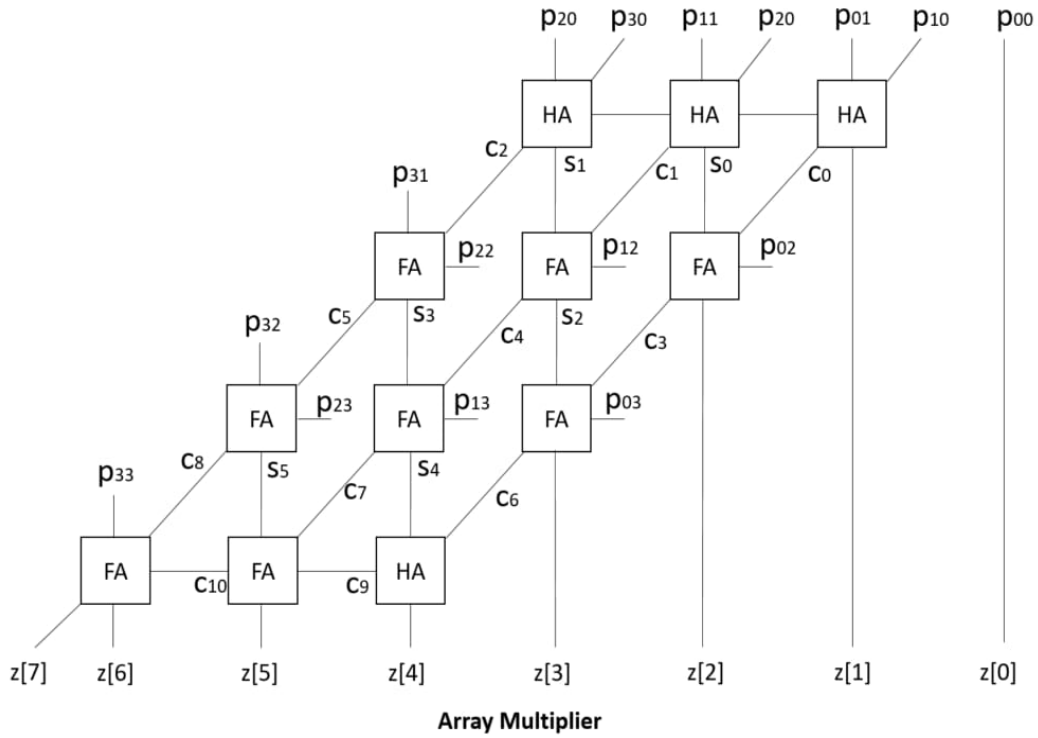 p20 p30 p11 p20 p01 p10 p00
HA HA HA
c2 s1 c1 s0 c0
p31
FA p22 FA p12 FA p02
c5 s3 c4 s2 c3
p32
FA p23 FA p13 FA p03
c8 s5 c7 s4 c6
p33
FA c10 FA c9 HA
z[7] z[6] z[5] z[4] z[3] z[2] z[1] z[0]
Array Multiplier